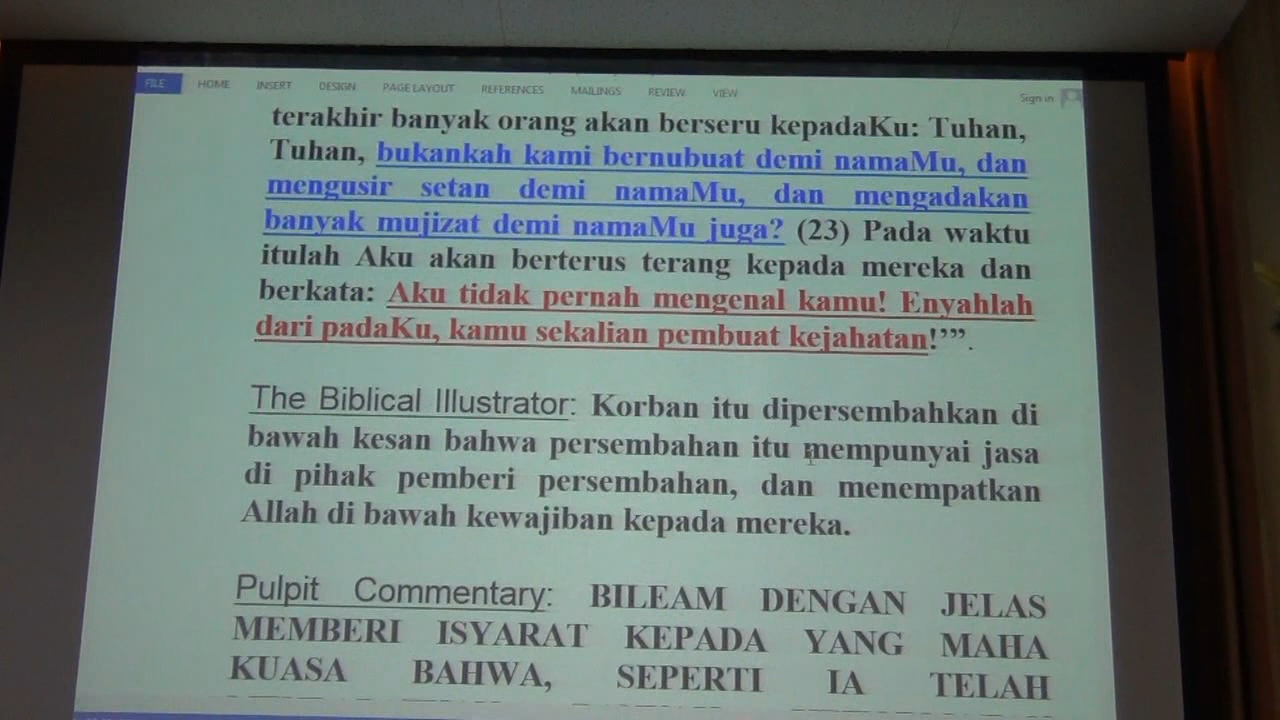 FILE HOME INSERT DESIGN PAGE LAYOUT REFERENCES MAILINGS REVIEW VIEW Sign in
terakhir banyak orang akan berseru kepadaKu: Tuhan,
Tuhan, bukankah kami bernubuat demi namaMu, dan
mengusir setan demi namaMu, dan mengadakan
banyak mujizat demi namaMu juga? (23) Pada waktu
itulah Aku akan berterus terang kepada mereka dan
berkata: Aku tidak pernah mengenal kamu! Enyahlah
dari padaKu, kamu sekalian pembuat kejahatan!’”’.
The Biblical Illustrator: Korban itu dipersembahkan di
bawah kesan bahwa persembahan itu mempunyai jasa
di pihak pemberi persembahan, dan menempatkan
Allah di bawah kewajiban kepada mereka.
Pulpit Commentary: BILEAM DENGAN JELAS
MEMBERI ISYARAT KEPADA YANG MAHA
KUASA BAHWA, SEPERTI IA TELAH